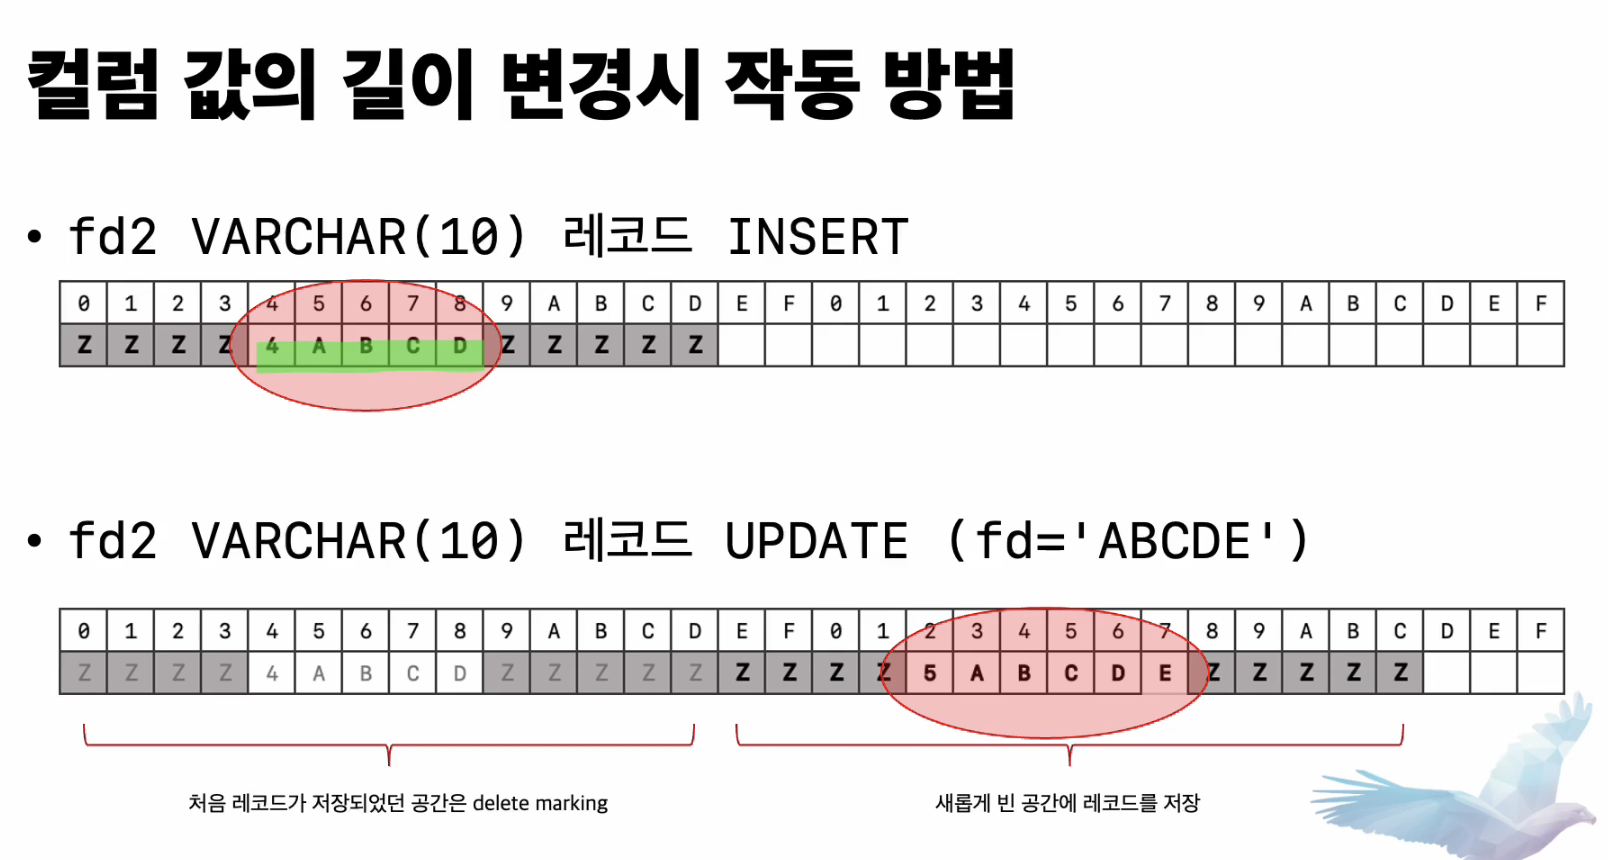 컬럼 값의 길이 변경시 작동 방법
• fd2 VARCHAR(10) 레코드 INSERT
0 1 2 3 4 5 6 7 8 9 A B C D E F 0 1 2 3 4 5 6 7 8 9 A B C D E F
Z Z Z Z 4 A B C D Z Z Z Z Z
• fd2 VARCHAR(10) 레코드 UPDATE (fd='ABCDE')
0 1 2 3 4 5 6 7 8 9 A B C D E F 0 1 2 3 4 5 6 7 8 9 A B C D E F
Z Z Z Z 4 A B C D Z Z Z Z Z Z Z Z Z 5 A B C D E Z Z Z Z Z
처음 레코드가 저장되었던 공간은 delete marking
새롭게 빈 공간에 레코드를 저장